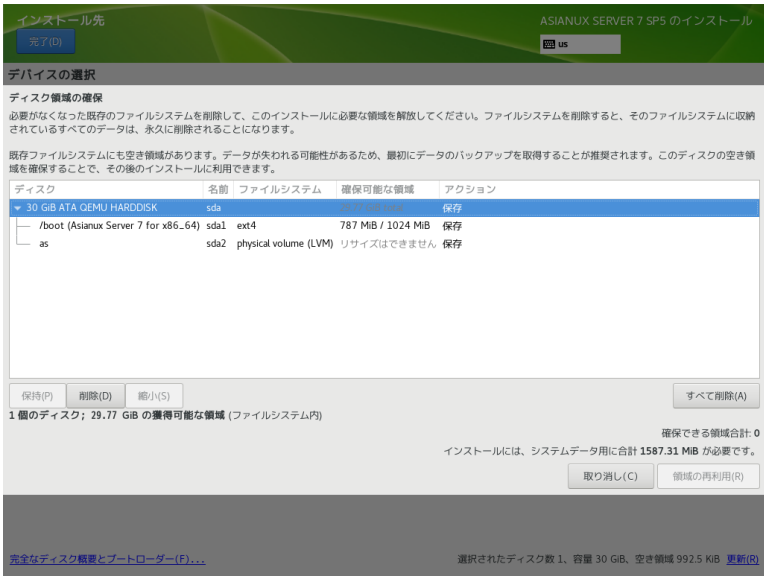 インストール先
ASIANUX SERVER 7 SP5 のインストール
完了(D)
us
デバイスの選択
ディスク領域の確保
必要がなくなった既存のファイルシステムを削除して、このインストールに必要な領域を解放してください。ファイルシステムを削除すると、そのファイルシステムに収納
されているすべてのデータは、永久に削除されることになります。
既存ファイルシステムにも空き領域があります。データが失われる可能性があるため、最初にデータのバックアップを取得することが推奨されます。このディスクの空き領
域を確保することで、その後のインストールに利用できます。
ディスク 名前 ファイルシステム 確保可能な領域 アクション
30 GiB ATA QEMU HARDDISK sda 保存
/boot (Asianux Server 7 for x86_64) sda1 ext4 787 MiB / 1024 MiB 保存
as sda2 physical volume (LVM) リサイズはできません 保存
保持(P) 削除(D) 縮小(S) すべて削除(A)
1 個のディスク; 29.77 GiB の獲得可能な領域 (ファイルシステム内)
確保できる領域合計: 0
インストールには、システムデータ用に合計 1587.31 MiB が必要です。
取り消し(C) 領域の再利用(R)
完全なディスク概要とブートローダー(F)... 選択されたディスク数 1、容量 30 GiB、空き領域 992.5 KiB 更新(R)